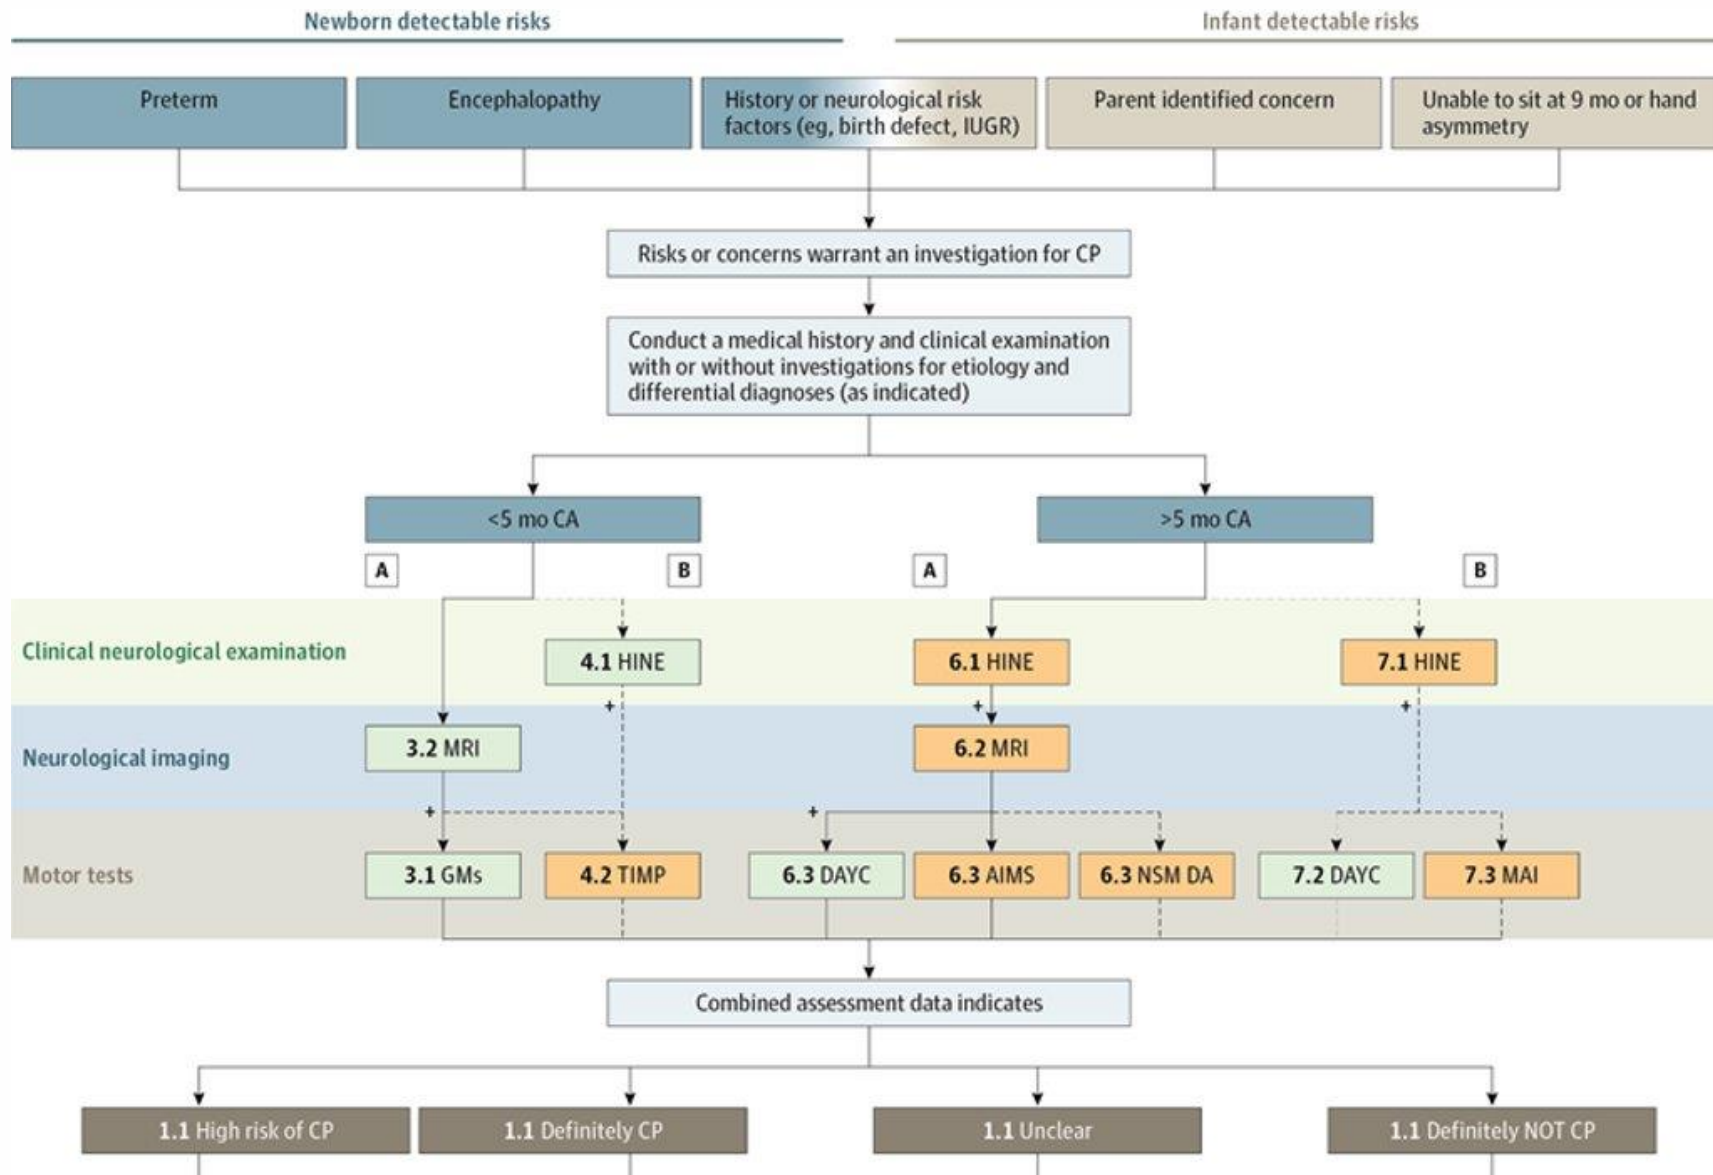 Newborn detectable risks
Infant detectable risks
Preterm
Encephalopathy
History or neurological risk
factors (eg, birth defect, IUGR)
Parent identified concern
Unable to sit at 9 mo or hand
asymmetry
Risks or concerns warrant an investigation for CP
Conduct a medical history and clinical examination
with or without investigations for etiology and
differential diagnoses (as indicated)
<5 mo CA
>5 mo CA
A
B
A
B
Clinical neurological examination
4.1 HINE
6.1 HINE
7.1 HINE
+
+
+
Neurological imaging
3.2 MRI
6.2 MRI
+
+
Motor tests
3.1 GMs
4.2 TIMP
6.3 DAYC
6.3 AIMS
6.3 NSM DA
7.2 DAYC
7.3 MAI
Combined assessment data indicates
1.1 High risk of CP
1.1 Definitely CP
1.1 Unclear
1.1 Definitely NOT CP